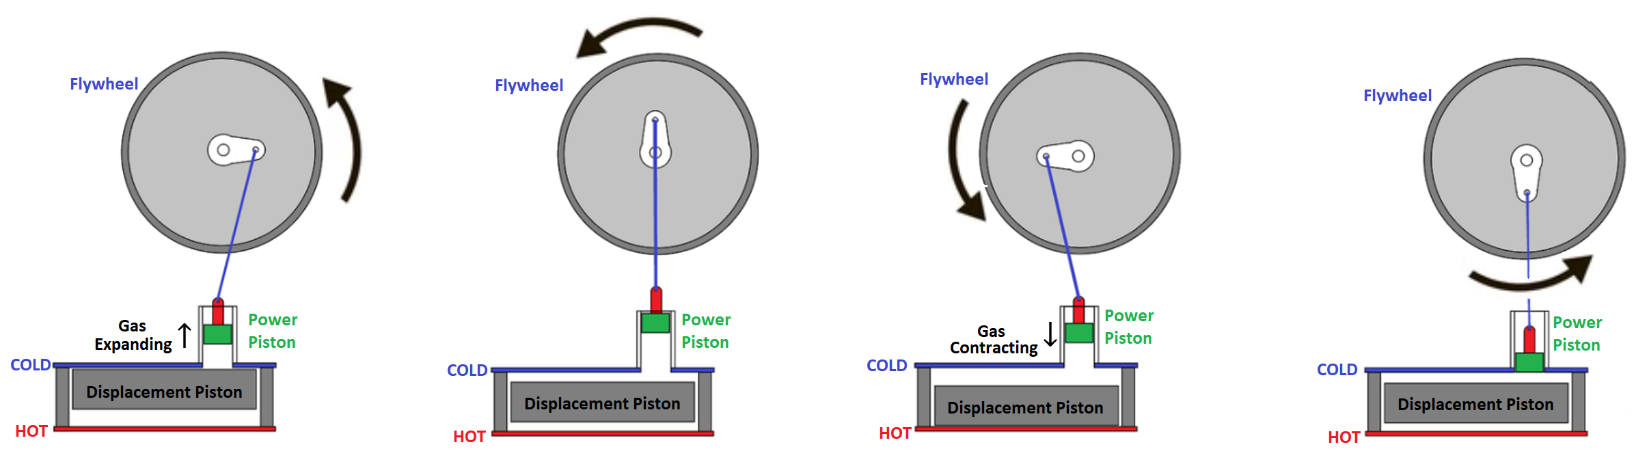 Flywheel
Gas
Expanding
Power
Piston
COLD
Displacement Piston
HOT
Flywheel
Power
Piston
COLD
Displacement Piston
HOT
Flywheel
Gas
Contracting
Power
Piston
COLD
Displacement Piston
HOT
Flywheel
Power
Piston
COLD
Displacement Piston
HOT